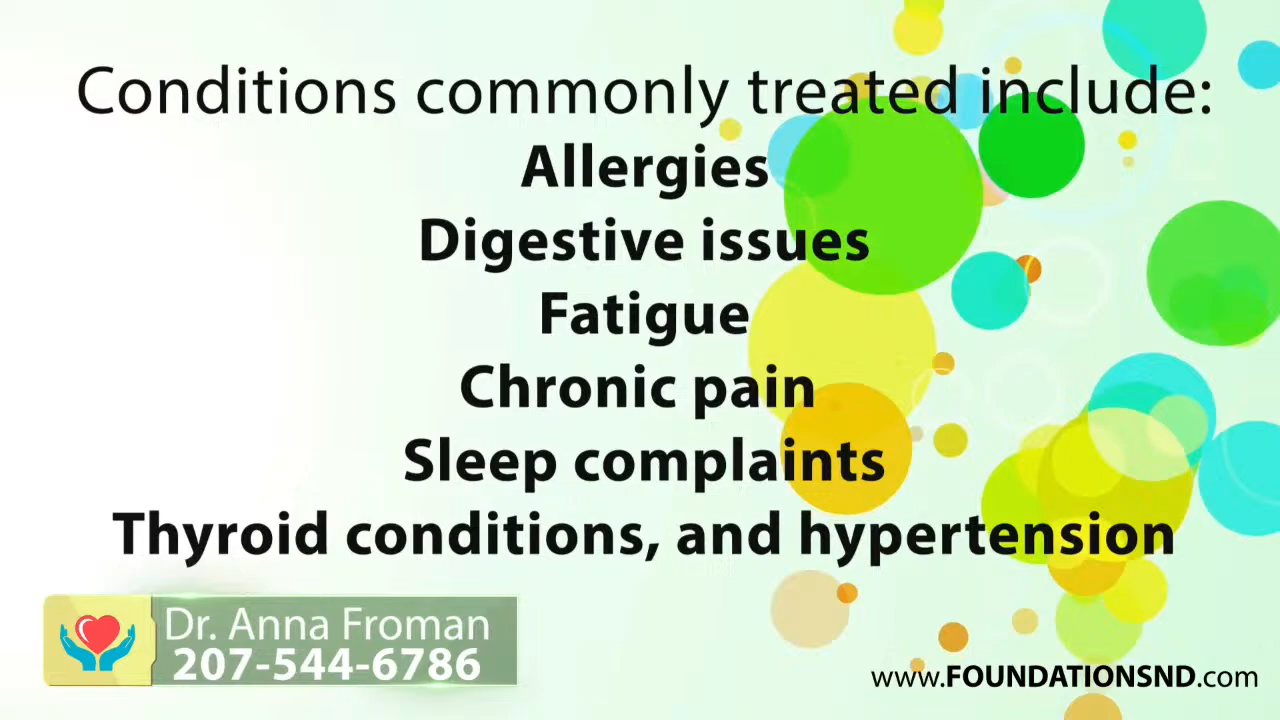 Conditions commonly treated include:
Allergies
Digestive issues
Fatigue
Chronic pain
Sleep complaints
Thyroid conditions, and hypertension
Dr. Anna Froman
207-544-6786
www.FOUNDATIONSND.com